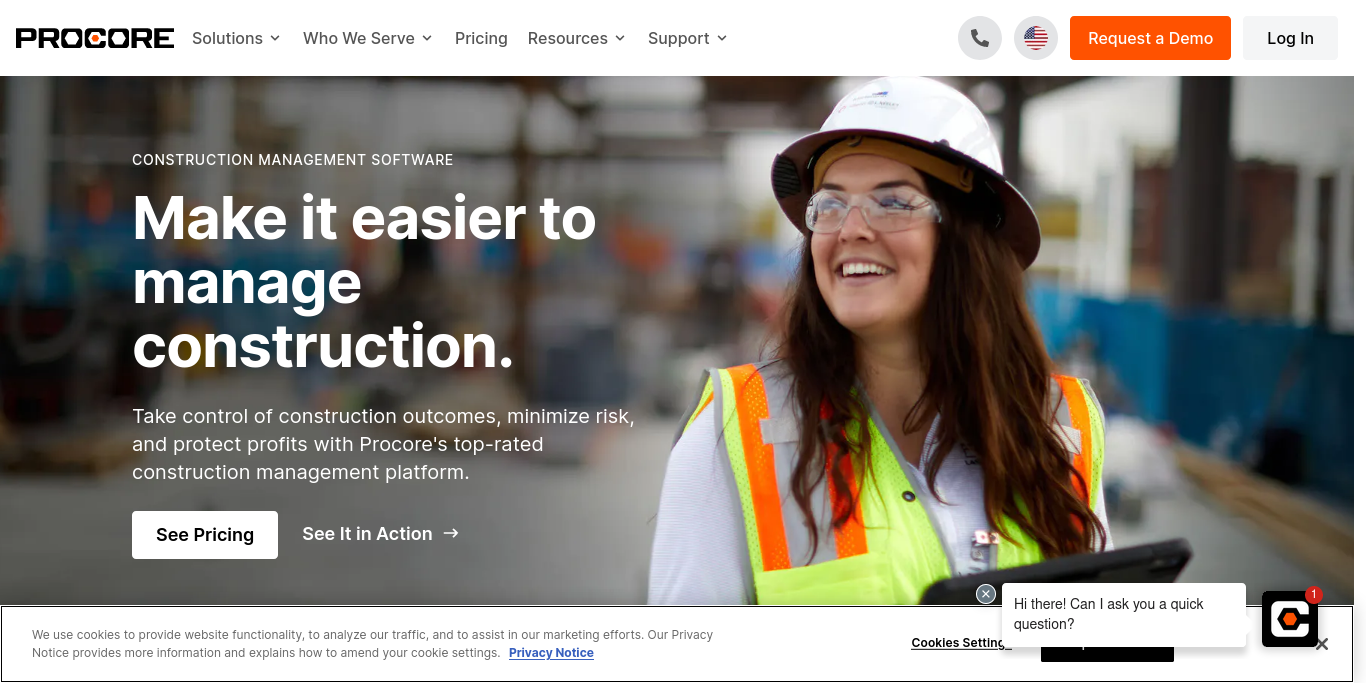 PROCORE
Solutions
Who We Serve
Pricing
Resources
Support
Request a Demo
Log In
CONSTRUCTION MANAGEMENT SOFTWARE
Make it easier to
manage
construction.
Take control of construction outcomes, minimize risk,
and protect profits with Procore's top-rated
construction management platform.
See Pricing
See It in Action
We use cookies to provide website functionality, to analyze our traffic, and to assist in our marketing efforts. Our Privacy
Notice provides more information and explains how to amend your cookie settings. Privacy Notice
Cookies Setting
Hi there! Can I ask you a quick
question?
1